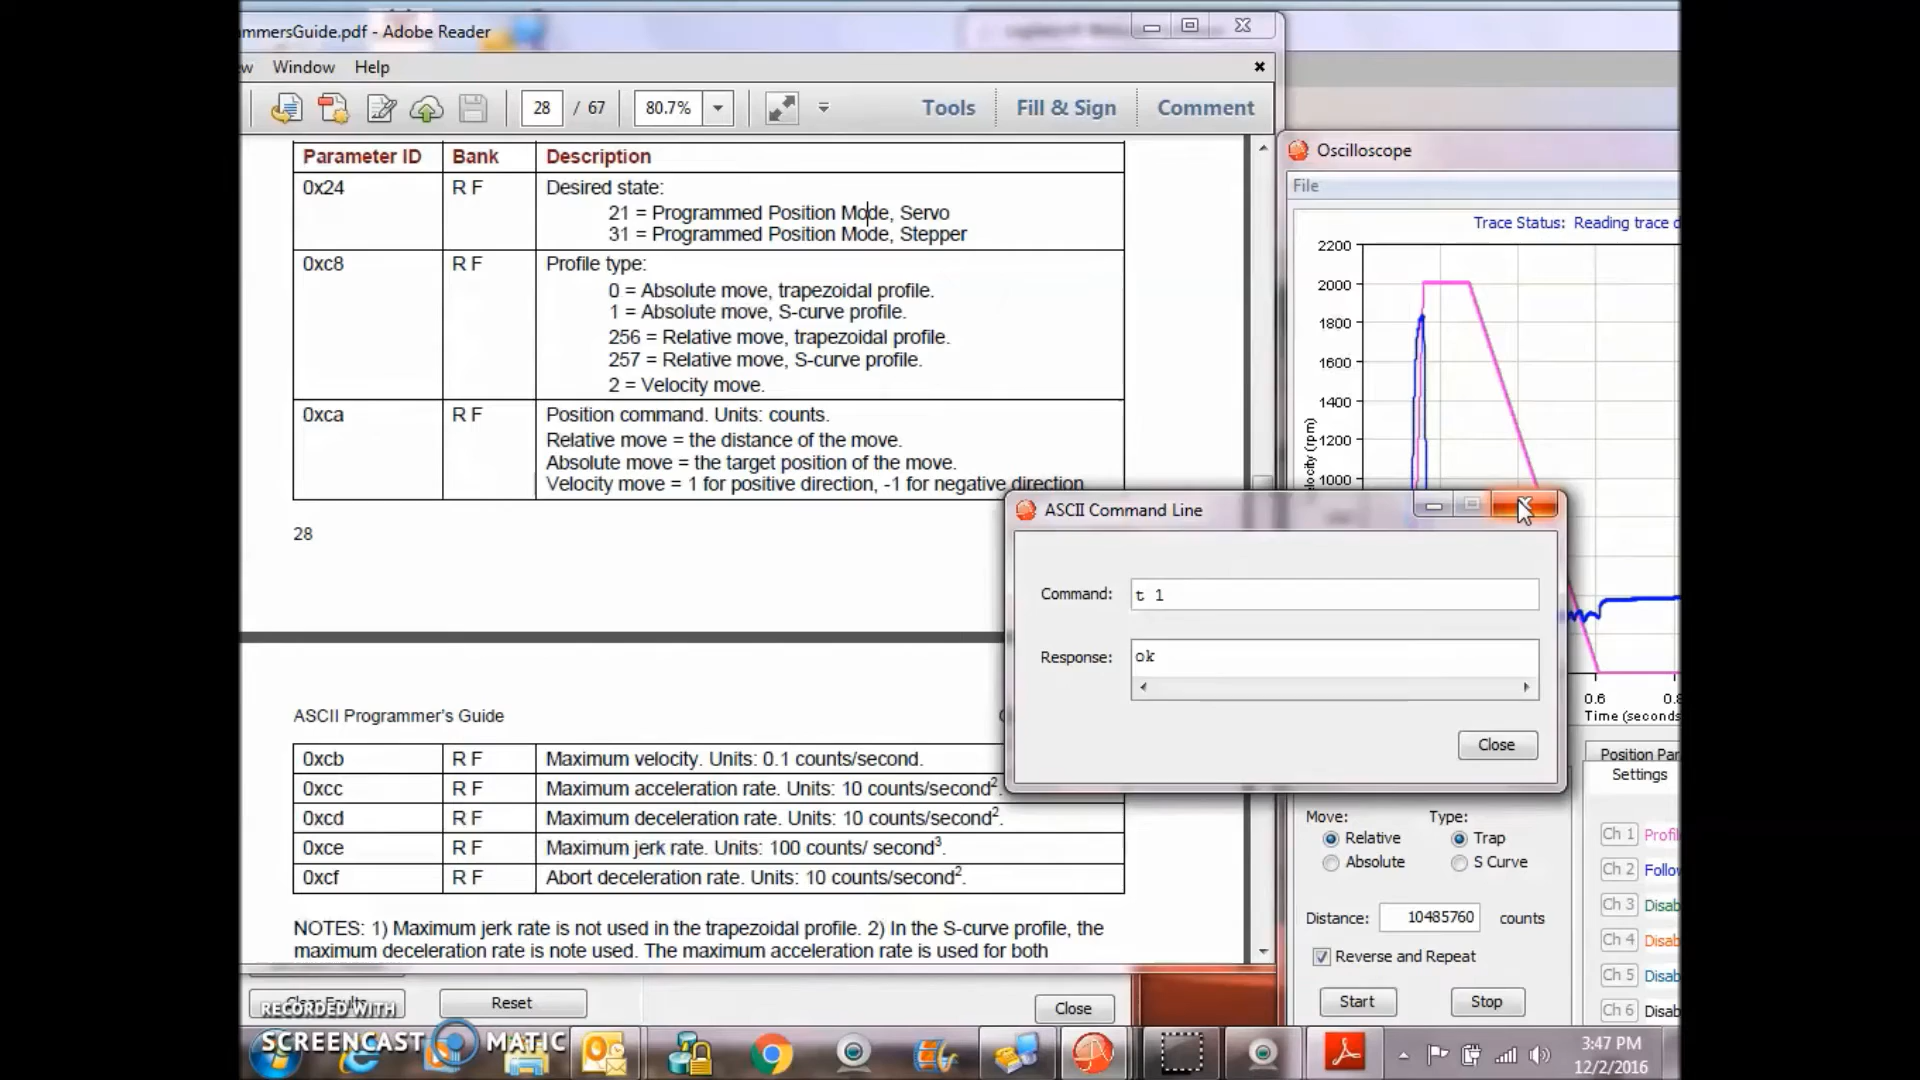 mmersGuide.pdf - Adobe Reader
Window Help
28 / 67 80.7% Tools Fill & Sign Comment
Parameter ID Bank Description
0x24 R F Desired state:
21 = Programmed Position Mode, Servo
31 = Programmed Position Mode, Stepper
0xc8 R F Profile type:
0 = Absolute move, trapezoidal profile.
1 = Absolute move, S-curve profile.
256 = Relative move, trapezoidal profile.
257 = Relative move, S-curve profile.
2 = Velocity move.
0xca R F Position command. Units: counts.
Relative move = the distance of the move.
Absolute move = the target position of the move.
Velocity move = 1 for positive direction, -1 for negative direction
28
ASCII Programmer's Guide
0xcb R F Maximum velocity. Units: 0.1 counts/second.
0xcc R F Maximum acceleration rate. Units: 10 counts/second2.
0xcd R F Maximum deceleration rate. Units: 10 counts/second2.
0xce R F Maximum jerk rate. Units: 100 counts/ second3.
0xcf R F Abort deceleration rate. Units: 10 counts/second2.
NOTES: 1) Maximum jerk rate is not used in the trapezoidal profile. 2) In the S-curve profile, the
maximum deceleration rate is note used. The maximum acceleration rate is used for both
Reset Close
ASCII Command Line
Command: t 1
Response: ok
Close
Oscilloscope
File
Trace Status: Reading trace d
2200
2000
1800
1600
1400
1200
1000
ocity (rpm)
0.6 0.8
Time (seconds
Position Par
Settings
Move: Type:
Relative Trap
Absolute S Curve
Distance: 10485760 counts
Reverse and Repeat
Start Stop
Ch 1 Profil
Ch 2 Follo
Ch 3 Disab
Ch 4 Disab
Ch 5 Disab
Ch 6 Disab
RECORDED WITH
SCREENCAST MATIC
3:47 PM
12/2/2016